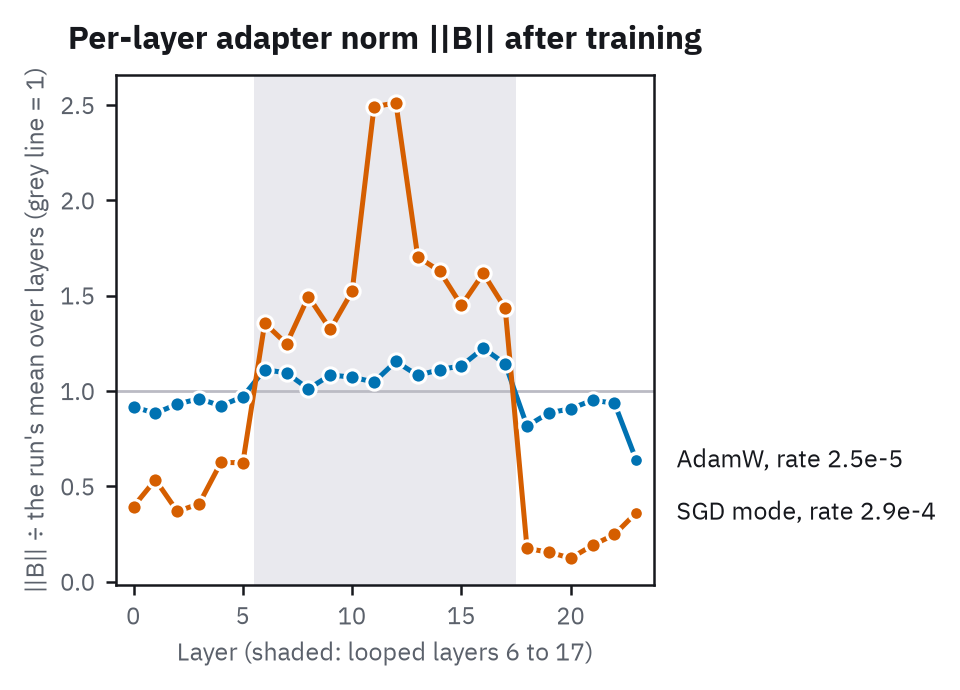 Per-layer adapter norm ||B|| after training
||B|| ÷ the run's mean over layers (grey line = 1)
2.5
2.0
1.5
1.0
0.5
0.0
AdamW, rate 2.5e-5
SGD mode, rate 2.9e-4
0 5 10 15 20
Layer (shaded: looped layers 6 to 17)